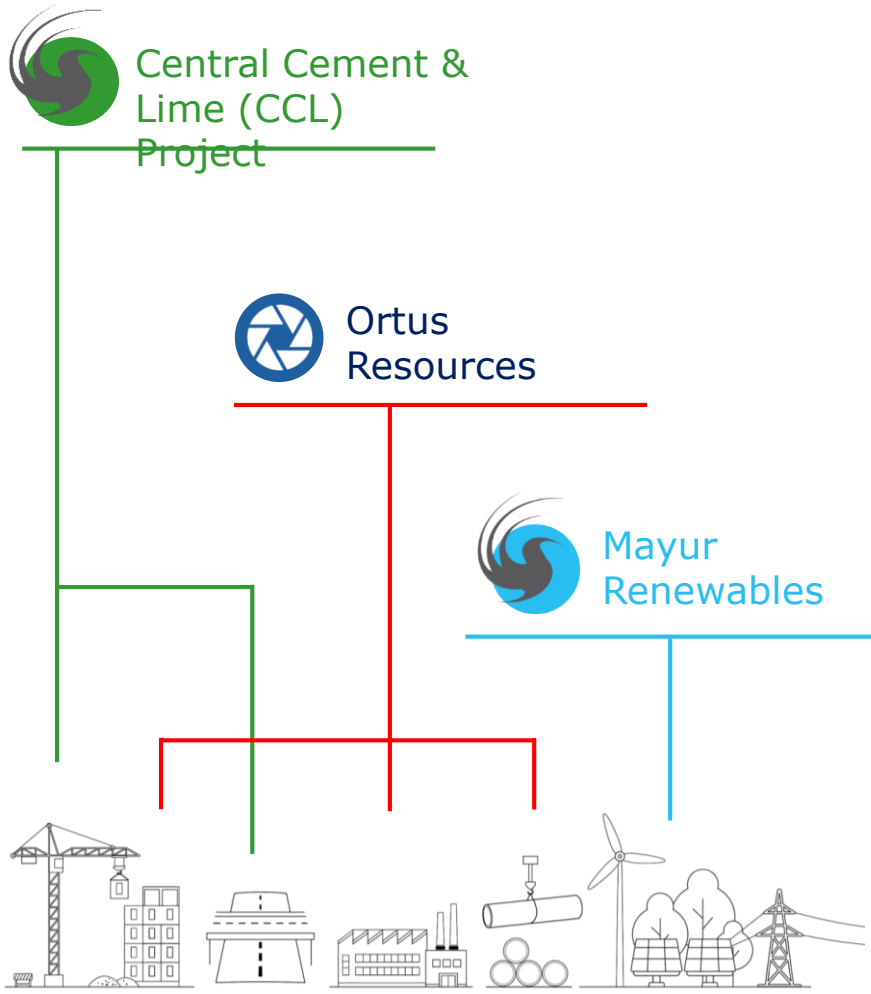 Central Cement &
Lime (CCL)
Project
Ortus
Resources
Mayur
Renewables